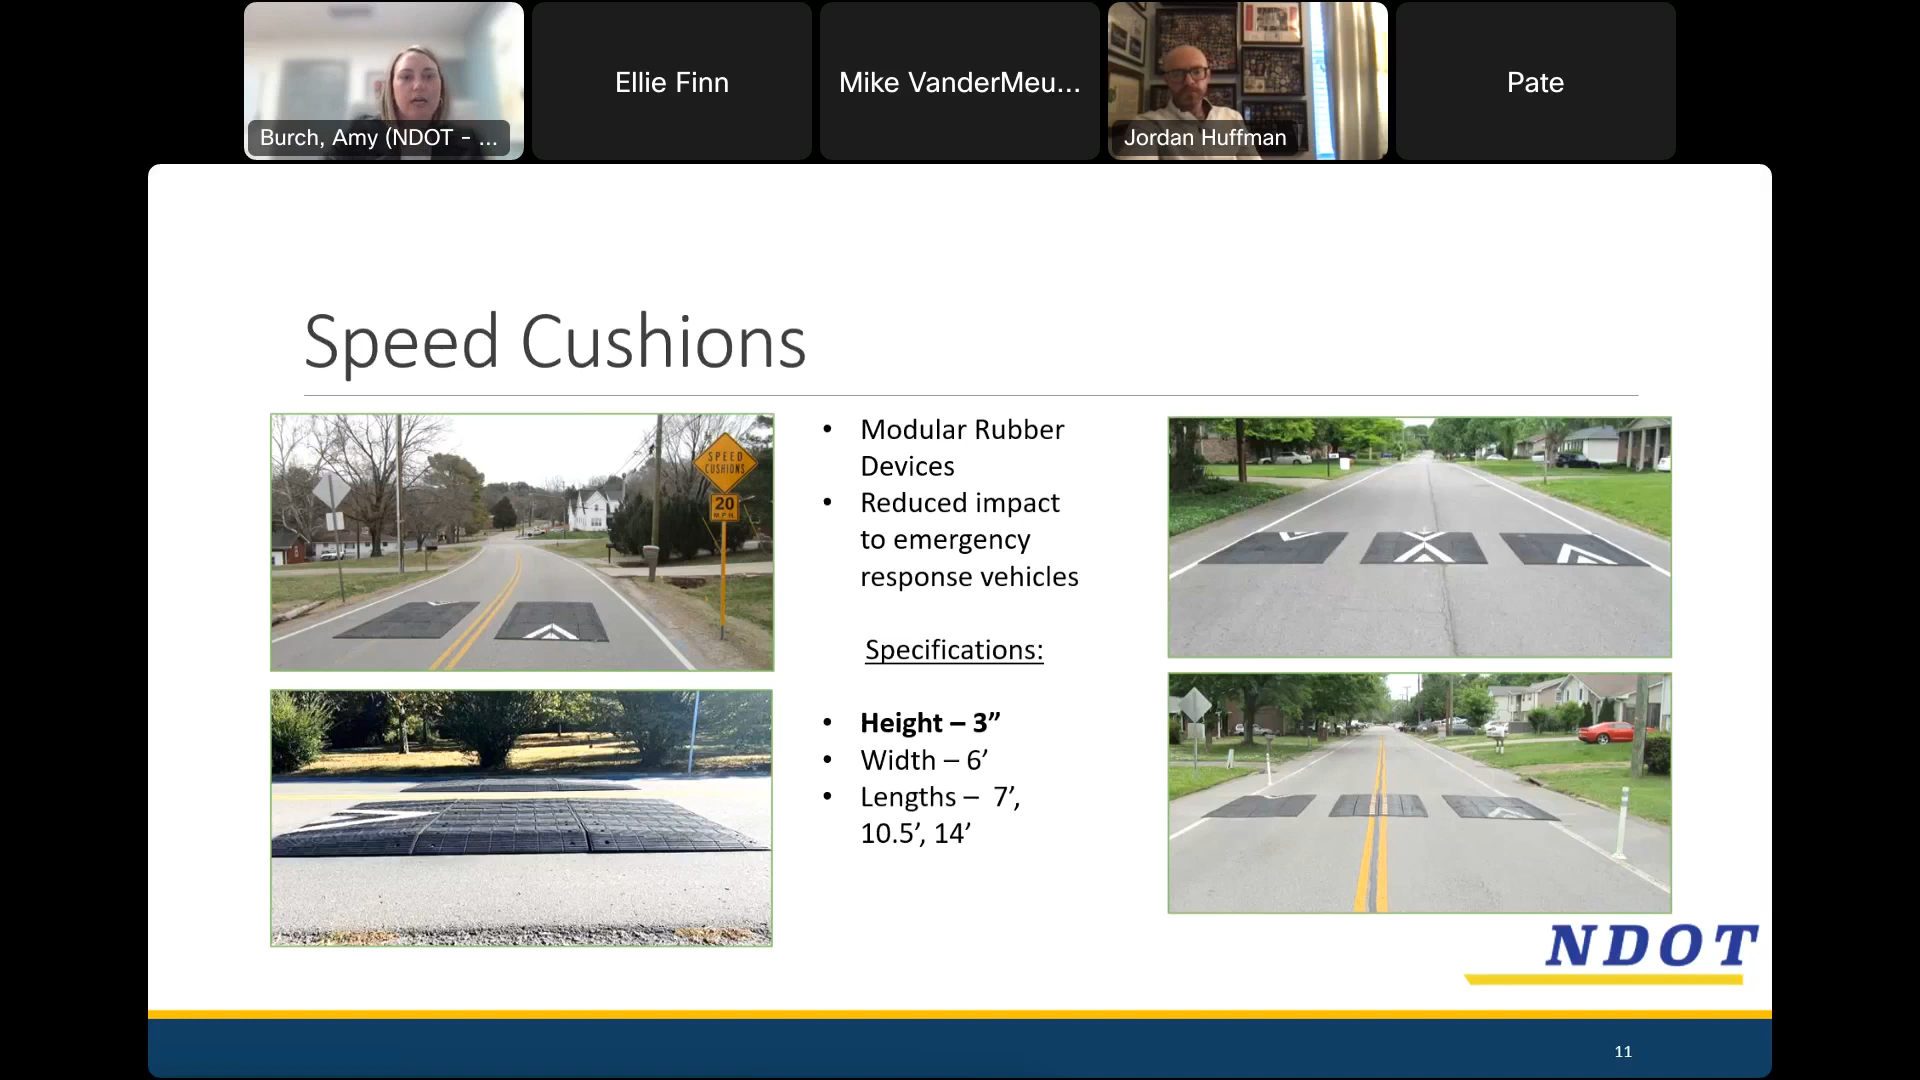 Burch, Amy (NDOT - ...
Ellie Finn
Mike VanderMeu...
Jordan Huffman
Pate
Speed Cushions
SPEED
CUSHIONS
20
M.P.H.
• Modular Rubber
Devices
• Reduced impact
to emergency
response vehicles
Specifications:
• Height – 3”
• Width – 6’
• Lengths – 7’,
10.5’, 14’
NDOT
11